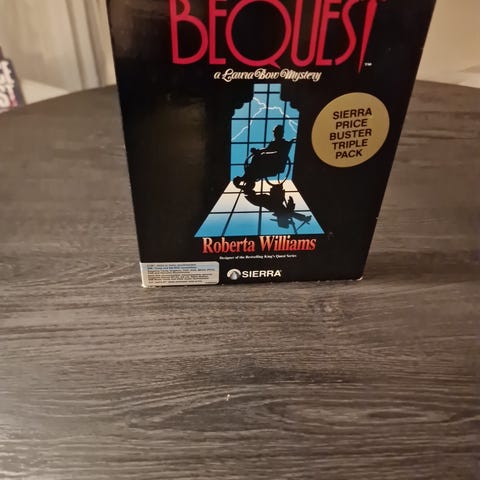 BEQUEST
a Laura Bow Mystery
SIERRA
PRICE
BUSTER
TRIPLE
PACK
Roberta Williams
Designer of the Bestselling King's Quest Series
SIERRA